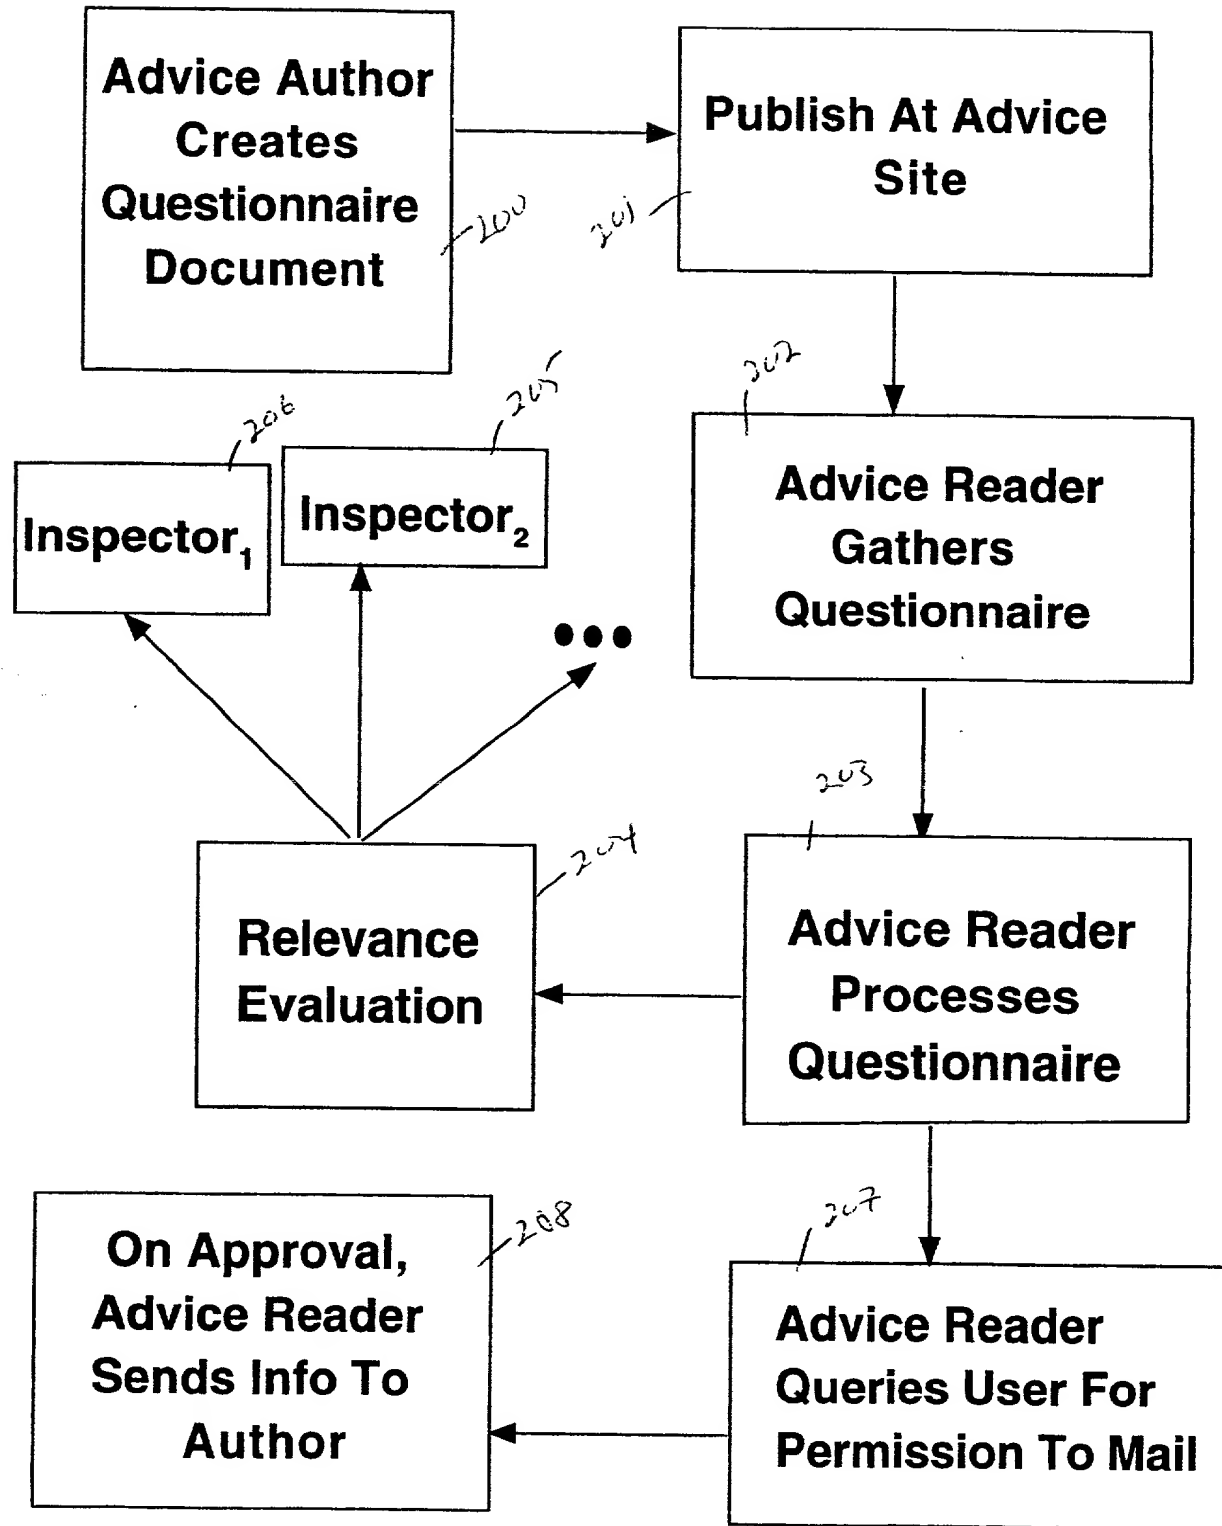 Advice Author
Creates
Questionnaire
Document
200
Publish At Advice
Site
201
202
Advice Reader
Gathers
Questionnaire
206
Inspector1
205
Inspector2
•••
203
Advice Reader
Processes
Questionnaire
204
Relevance
Evaluation
207
Advice Reader
Queries User For
Permission To Mail
208
On Approval,
Advice Reader
Sends Info To
Author